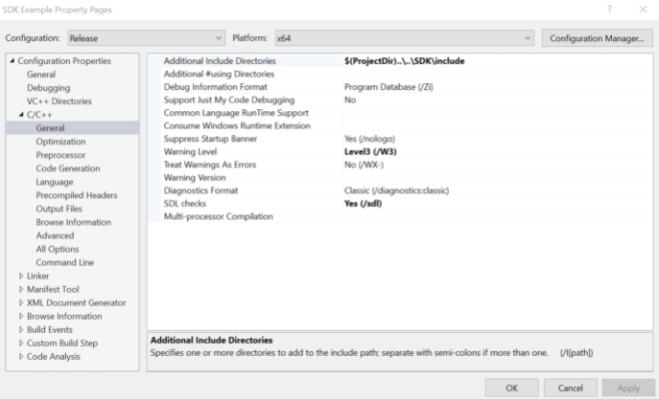 SDK Example Property Pages
? ×
Configuration: Release Platform: x64 Configuration Manager...
Configuration Properties
General
Debugging
VC++ Directories
C/C++
General
Optimization
Preprocessor
Code Generation
Language
Precompiled Headers
Output Files
Browse Information
Advanced
All Options
Command Line
Linker
Manifest Tool
XML Document Generator
Browse Information
Build Events
Custom Build Step
Code Analysis
Additional Include Directories $(ProjectDir)..\..\SDK\include
Additional #using Directories
Debug Information Format Program Database (/Zi)
Support Just My Code Debugging No
Common Language RunTime Support
Consume Windows Runtime Extension
Suppress Startup Banner Yes (/nologo)
Warning Level Level3 (/W3)
Treat Warnings As Errors No (/WX-)
Warning Version
Diagnostics Format Classic (/diagnostics:classic)
SDL checks Yes (/sdl)
Multi-processor Compilation
Additional Include Directories
Specifies one or more directories to add to the include path; separate with semi-colons if more than one. (/I[path])
OK Cancel Apply